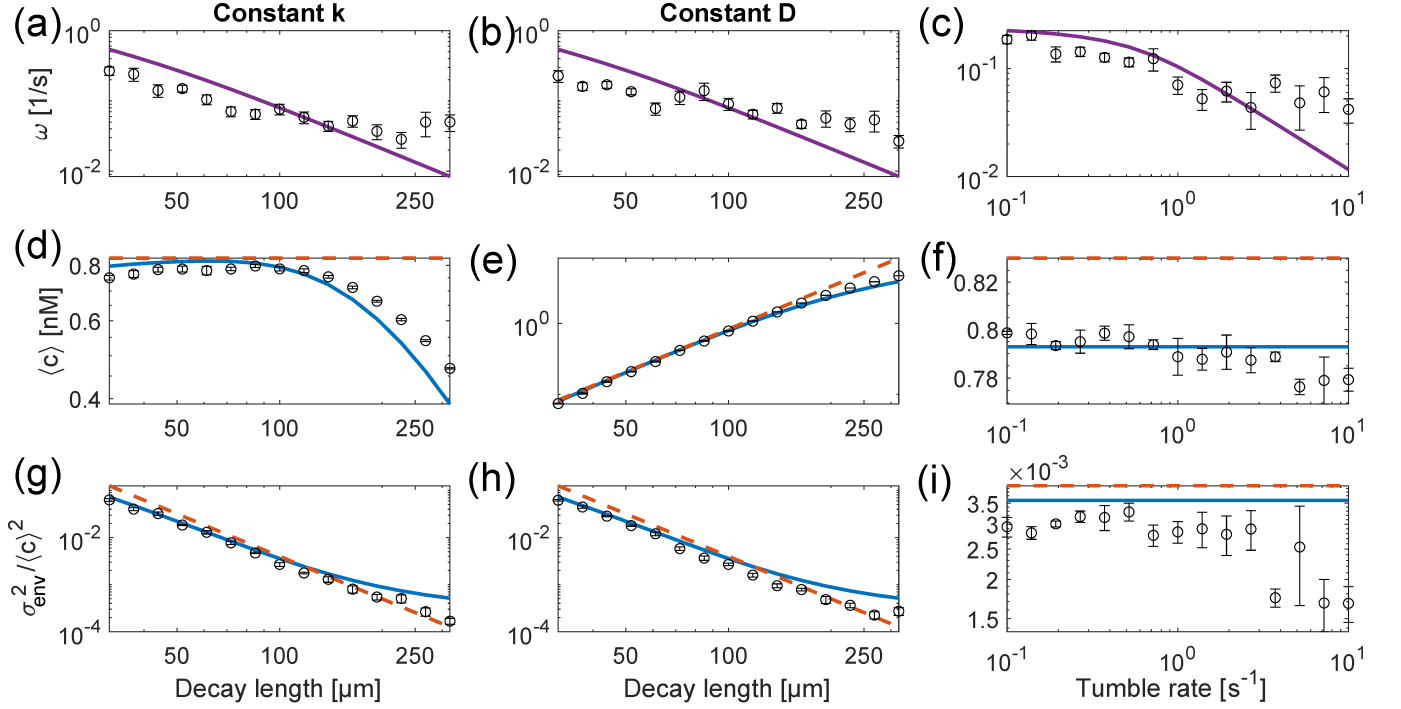 Constant k
Constant D
(a)
(b)
(c)
10^0
10^-2
ω [1/s]
50
100
250
10^0
10^-2
50
100
250
10^-1
10^-2
10^-1
10^0
10^1
(d)
(e)
(f)
0.8
0.6
0.4
⟨c⟩ [nM]
50
100
250
10^0
50
100
250
0.82
0.8
0.78
10^-1
10^0
10^1
(g)
(h)
(i)
10^-2
10^-4
σ_env^2/⟨c⟩^2
50
100
250
Decay length [μm]
10^-2
10^-4
50
100
250
Decay length [μm]
×10^-3
3.5
3
2.5
2
1.5
10^-1
10^0
10^1
Tumble rate [s^-1]